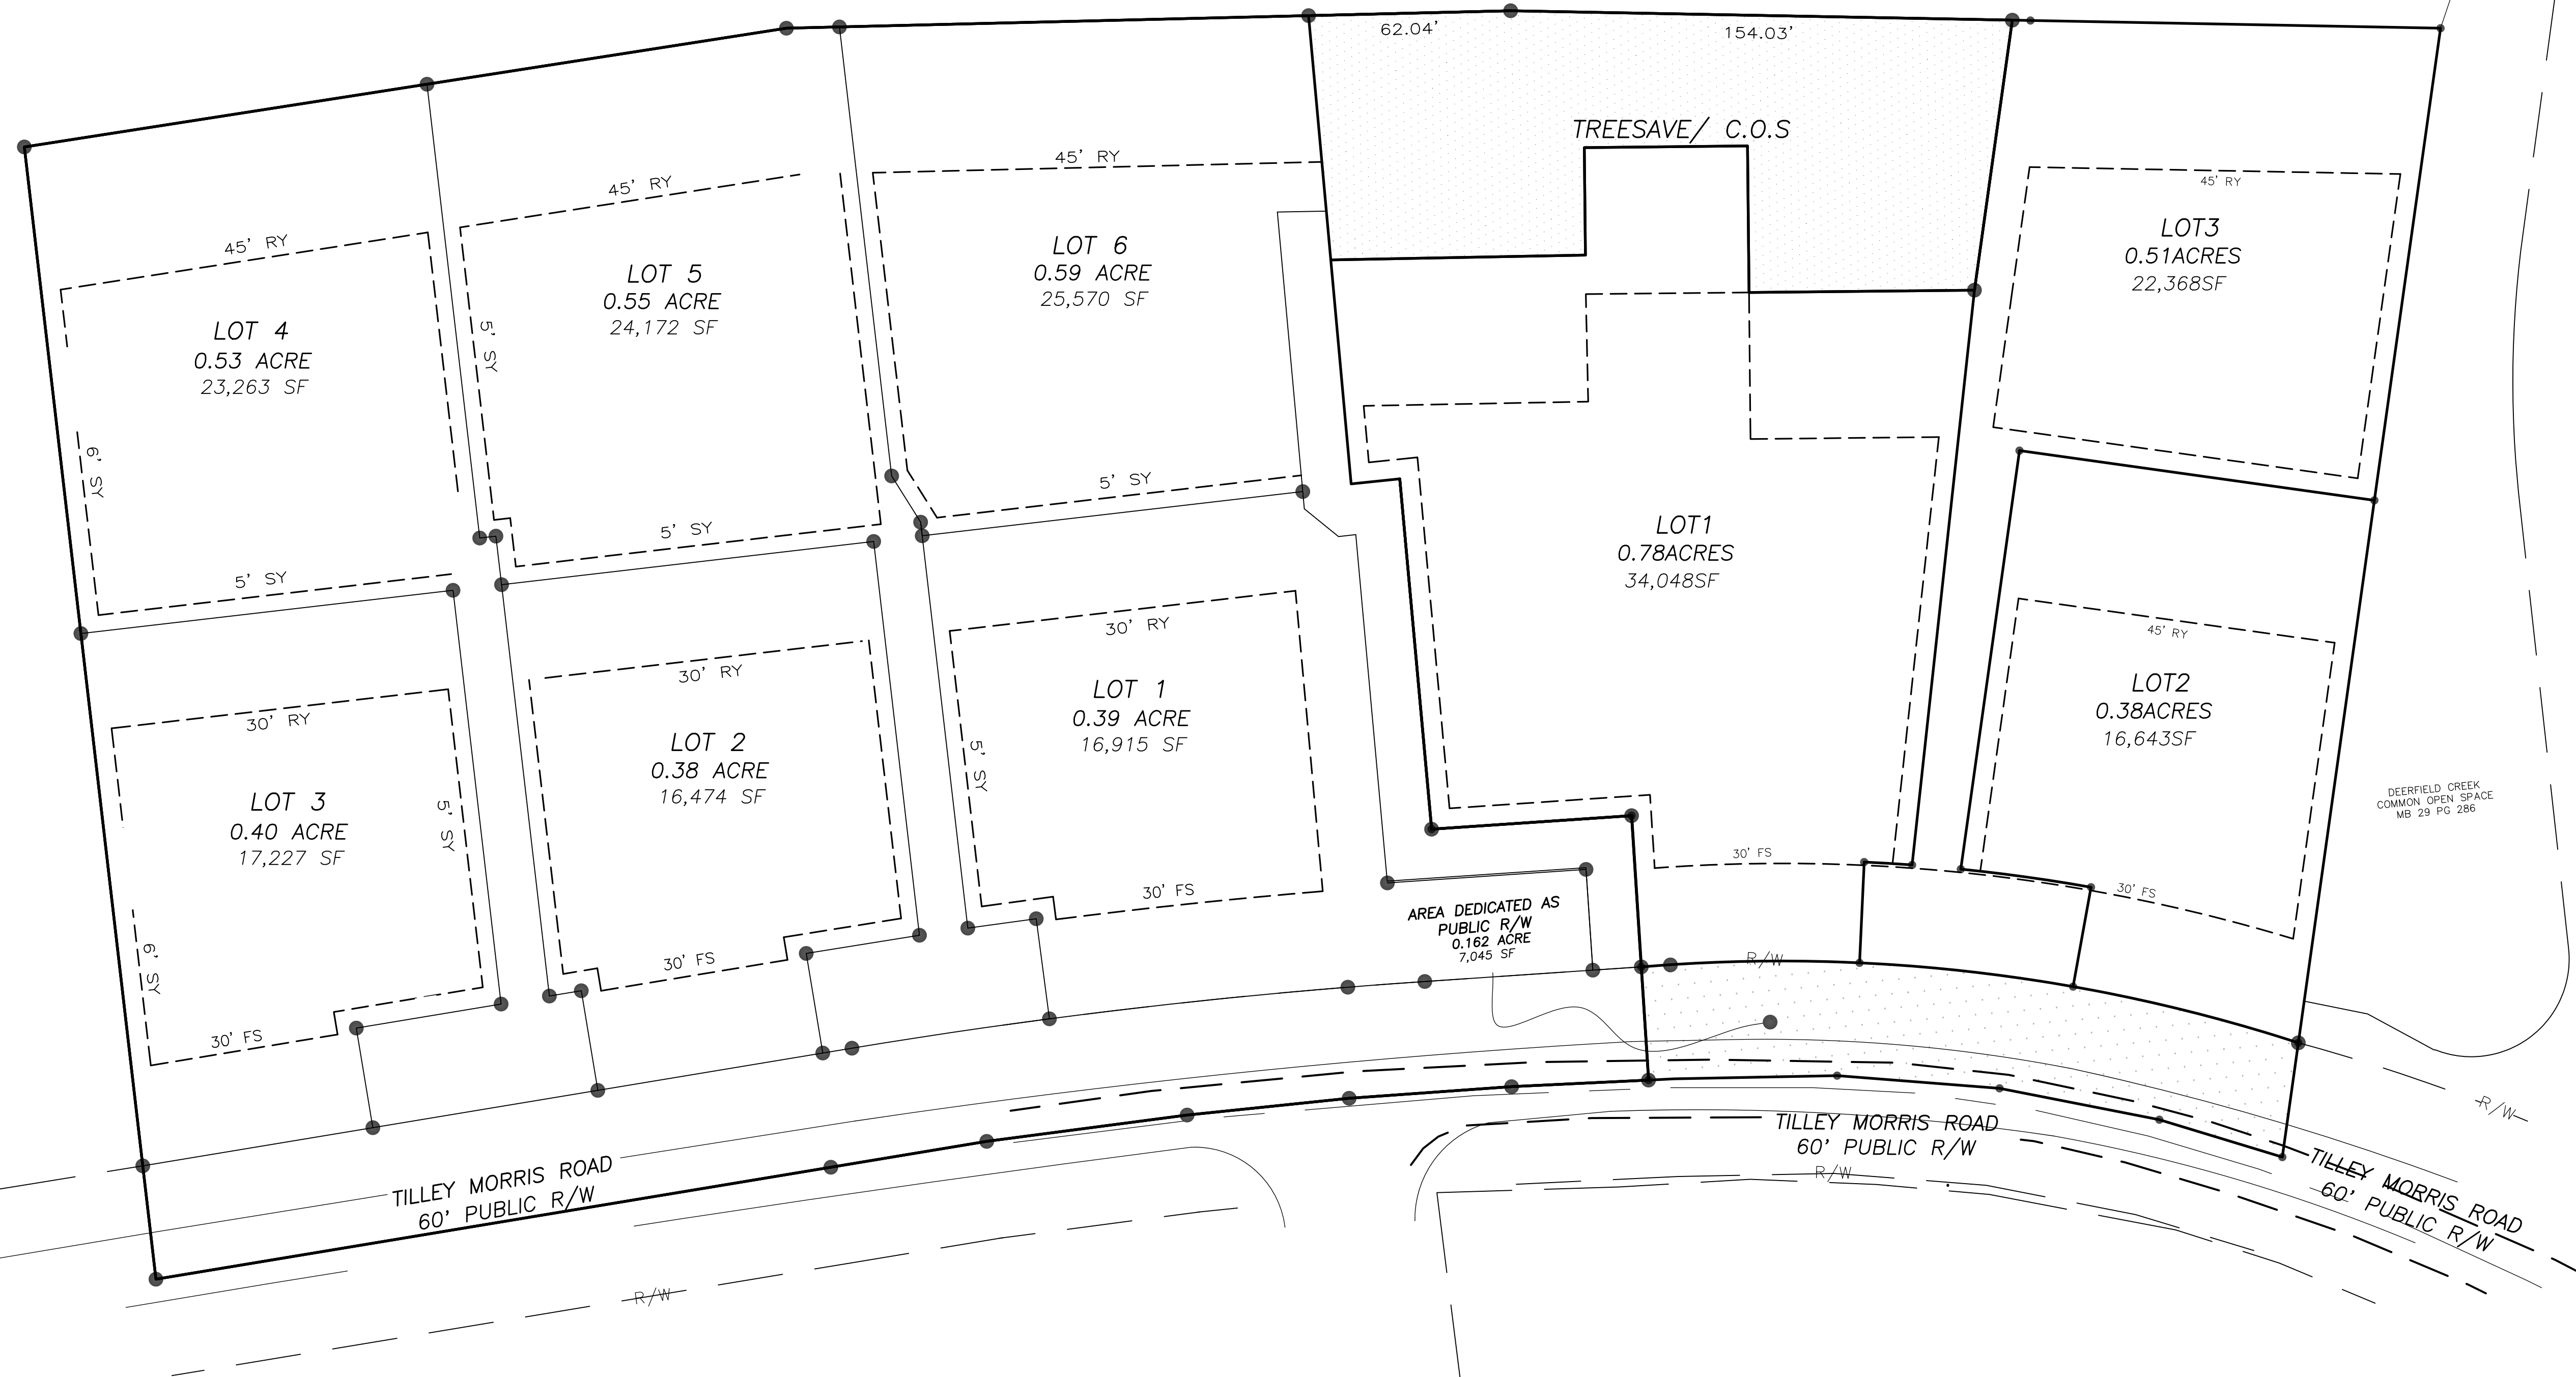 62.04'
154.03'
TREESAVE/ C.O.S
45' RY
LOT 4
0.53 ACRE
23,263 SF
6' SY
5' SY
45' RY
LOT 5
0.55 ACRE
24,172 SF
5' SY
5' SY
45' RY
LOT 6
0.59 ACRE
25,570 SF
5' SY
45' RY
LOT3
0.51ACRES
22,368SF
LOT1
0.78ACRES
34,048SF
30' FS
45' RY
LOT2
0.38ACRES
16,643SF
30' FS
DEERFIELD CREEK
COMMON OPEN SPACE
MB 29 PG 286
30' RY
LOT 3
0.40 ACRE
17,227 SF
5' SY
6' SY
30' FS
30' RY
LOT 2
0.38 ACRE
16,474 SF
30' FS
30' RY
LOT 1
0.39 ACRE
16,915 SF
5' SY
30' FS
AREA DEDICATED AS
PUBLIC R/W
0.162 ACRE
7,045 SF
R/W
R/W
TILLEY MORRIS ROAD
60' PUBLIC R/W
R/W
TILLEY MORRIS ROAD
60' PUBLIC R/W
R/W
TILLEY MORRIS ROAD
60' PUBLIC R/W